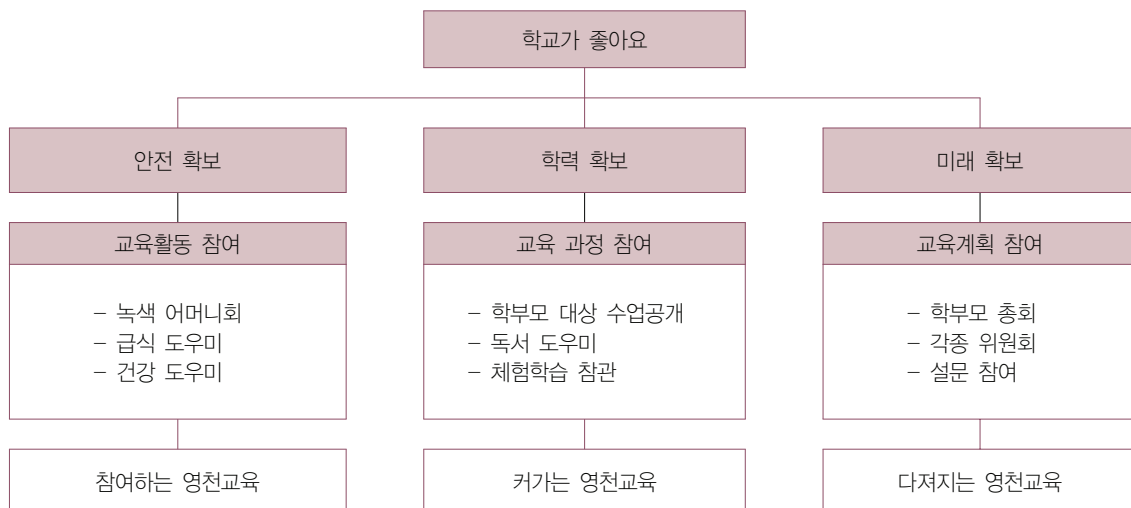 학교가 좋아요
안전 확보
학력 확보
미래 확보
교육활동 참여
- 녹색 어머니회
- 급식 도우미
- 건강 도우미
교육 과정 참여
- 학부모 대상 수업공개
- 독서 도우미
- 체험학습 참관
교육계획 참여
- 학부모 총회
- 각종 위원회
- 설문 참여
참여하는 영천교육
커가는 영천교육
다져지는 영천교육